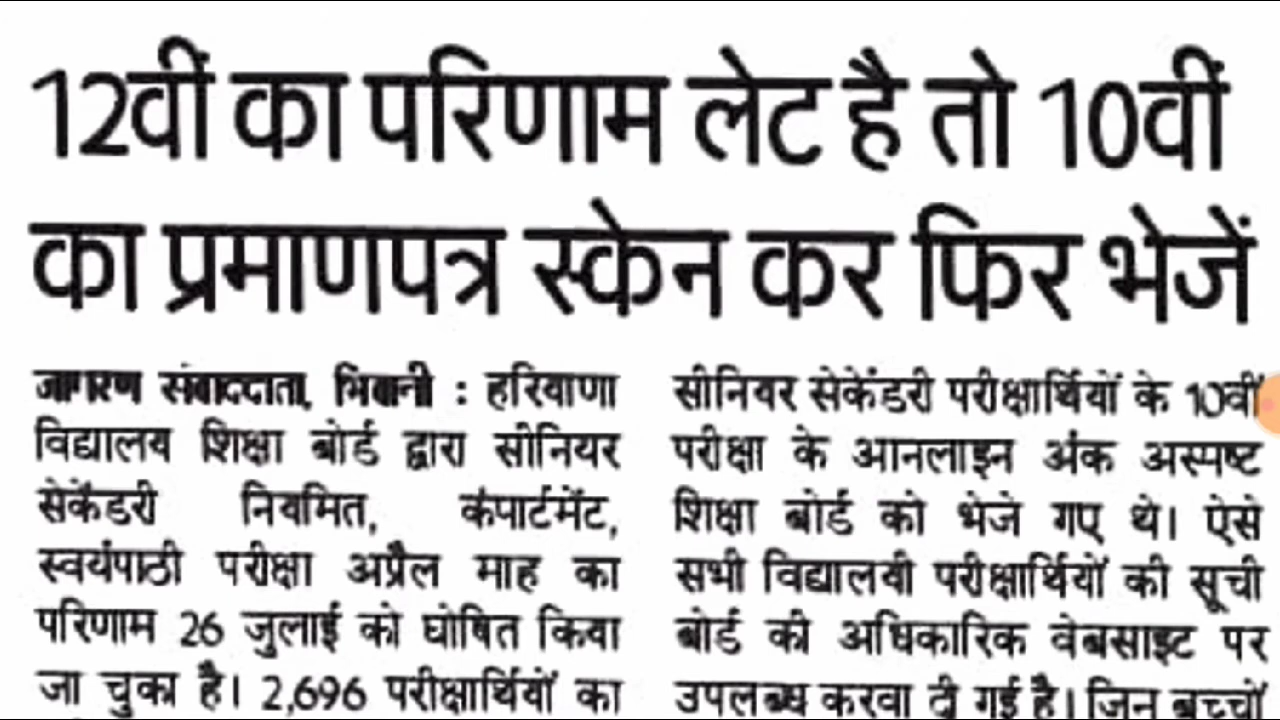 12वीं का परिणाम लेट है तो 10वीं
का प्रमाणपत्र स्केन कर फिर भेजें
जागरण संवाददाता, भिवानी : हरियाणा
विद्यालय शिक्षा बोर्ड द्वारा सीनियर
सेकेंडरी नियमित, कंपार्टमेंट,
स्वयंपाठी परीक्षा अप्रैल माह का
परिणाम 26 जुलाई को घोषित किया
जा चुका है। 2,696 परीक्षार्थियों का
सीनियर सेकेंडरी परीक्षार्थियों के 10वीं
परीक्षा के आनलाइन अंक अस्पष्ट
शिक्षा बोर्ड को भेजे गए थे। ऐसे
सभी विद्यालयी परीक्षार्थियों की सूची
बोर्ड की अधिकारिक वेबसाइट पर
उपलब्ध करवा दी गई है। जिन बच्चों